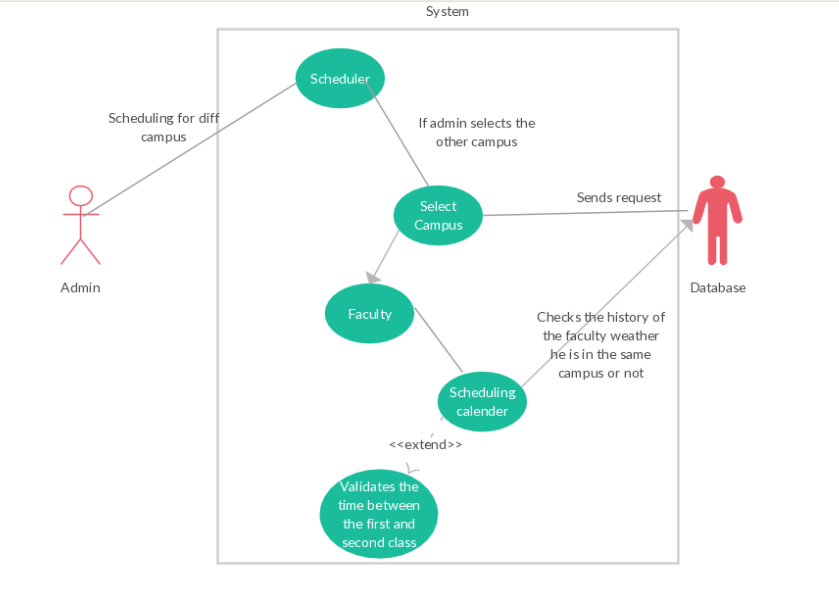 System
Scheduler
Scheduling for diff
campus
If admin selects the
other campus
Select
Campus
Sends request
Admin
Database
Faculty
Checks the history of
the faculty weather
he is in the same
campus or not
Scheduling
calender
<<extend>>
Validates the
time between
the first and
second class